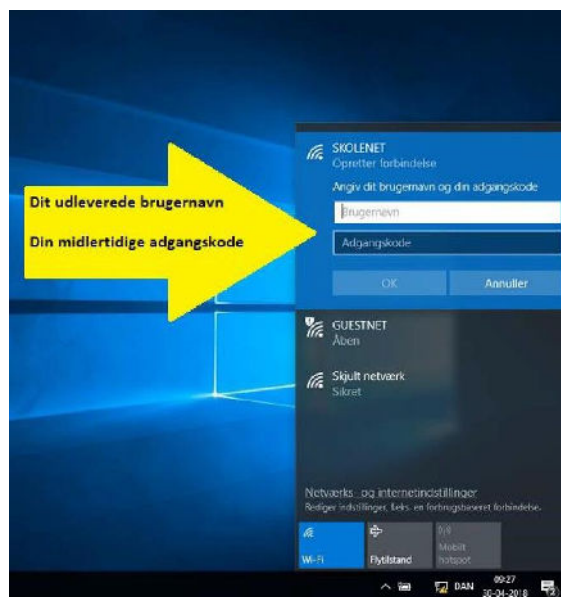 Dit udleverede brugernavn
Din midlertidige adgangskode
SKOLENET
Opretter forbindelse
Angiv dit brugernavn og din adgangskode
Brugernavn
Adgangskode
OK
Annuller
GUESTNET
Åben
Skjult netværk
Sikret
Netværks- og internetindstillinger
Rediger indstillinger, f.eks. en forbrugsbaseret forbindelse.
Wi-Fi
Flytilstand
Mobilt
hotspot
DAN
09:27
30-04-2018